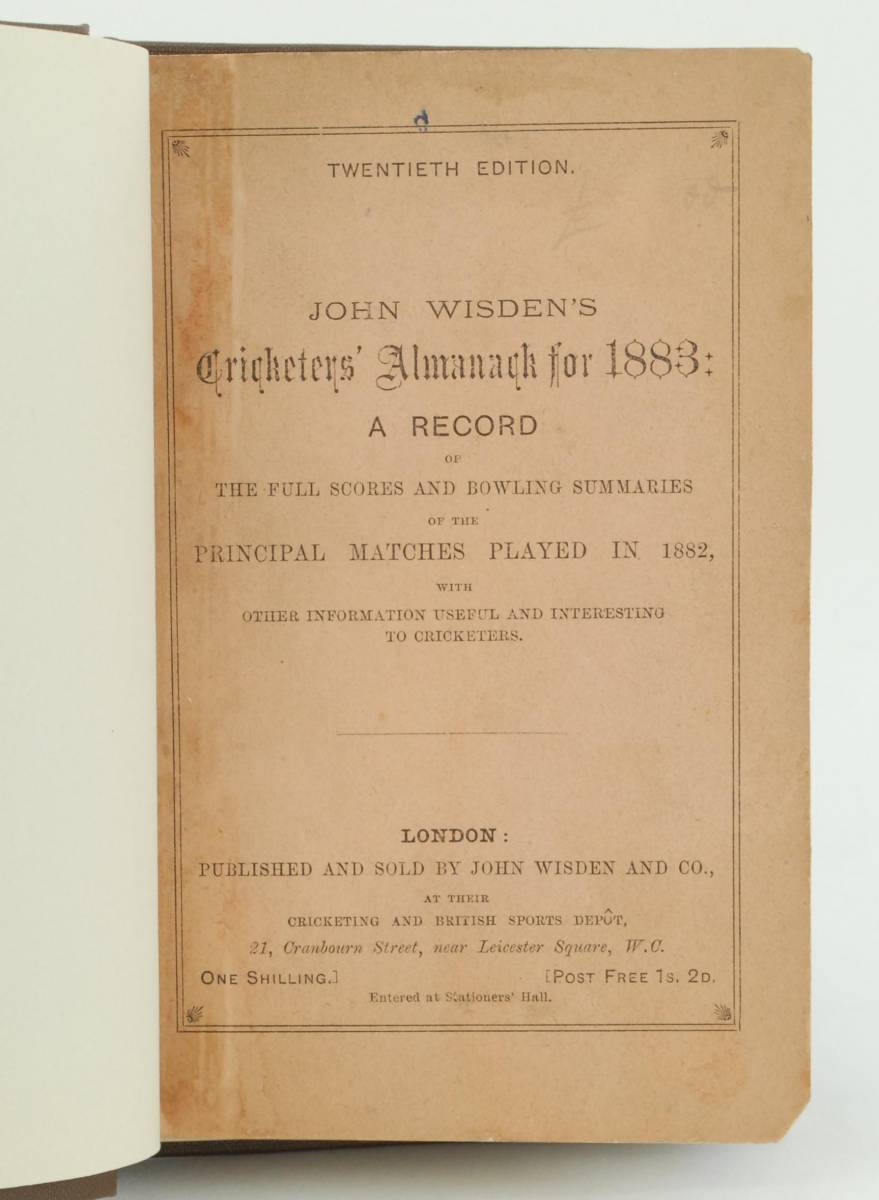 TWENTIETH EDITION.
JOHN WISDEN'S
Cricketers' Almanack for 1883:
A RECORD
OF
THE FULL SCORES AND BOWLING SUMMARIES
OF THE
PRINCIPAL MATCHES PLAYED IN 1882,
WITH
OTHER INFORMATION USEFUL AND INTERESTING
TO CRICKETERS.
LONDON:
PUBLISHED AND SOLD BY JOHN WISDEN AND CO.,
AT THEIR
CRICKETING AND BRITISH SPORTS DEPÔT,
21, Cranbourn Street, near Leicester Square, W.C.
ONE SHILLING.] [POST FREE 1S. 2D.
Entered at Stationers' Hall.